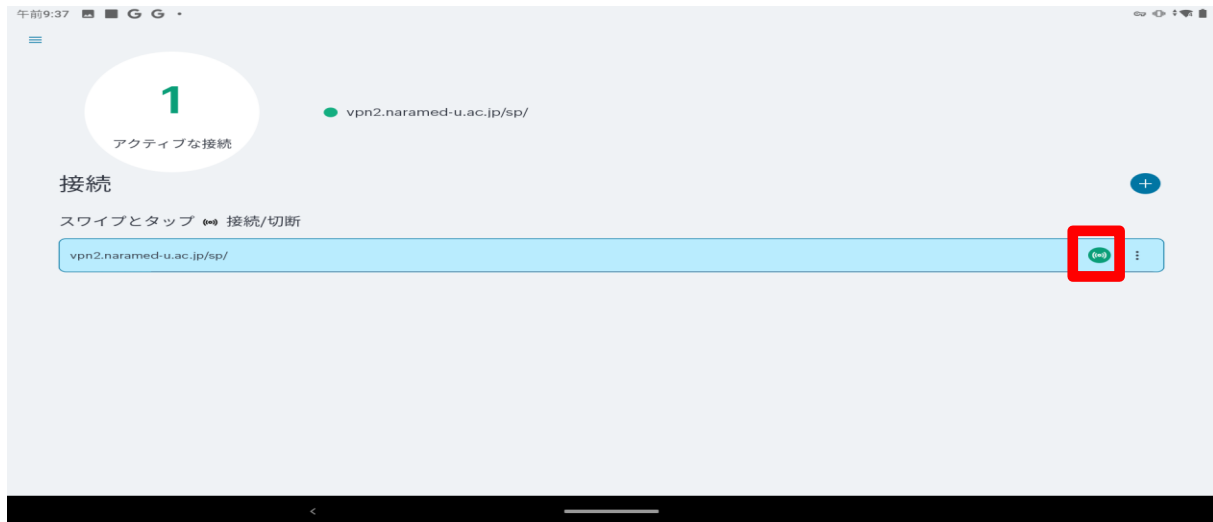 午前9:37 G G
1
アクティブな接続
vpn2.naramed-u.ac.jp/sp/
接続
スワイプとタップ 接続/切断
vpn2.naramed-u.ac.jp/sp/